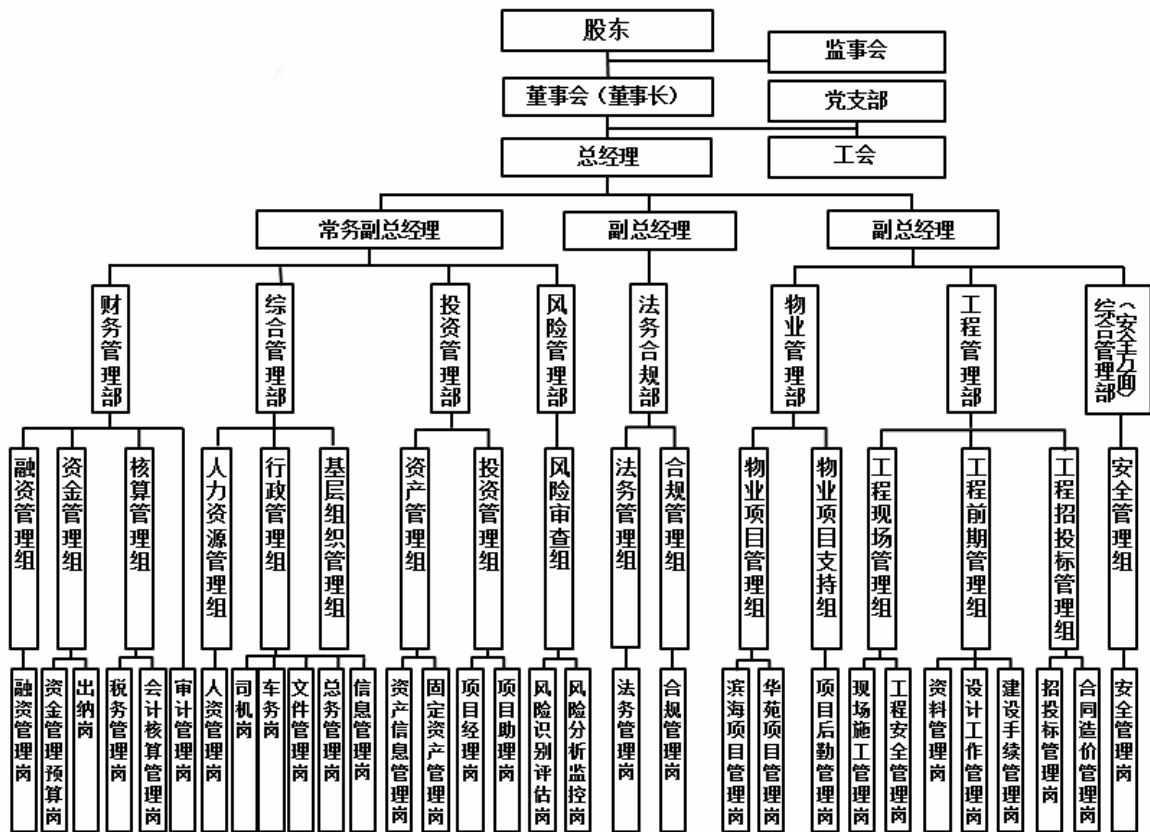 股东
监事会
董事会（董事长）
党支部
总经理
工会
常务副总经理
副总经理
副总经理
财务管理部
综合管理部
投资管理部
风险管理部
法务合规部
物业管理部
工程管理部
综合管理部
（安全方面）
融资管理组
资金管理组
核算管理组
人力资源管理组
行政管理组
基层组织管理组
资产管理组
投资管理组
风险审查组
法务管理组
合规管理组
物业项目管理组
物业项目支持组
工程现场管理组
工程前期管理组
工程招投标管理组
安全管理组
融资管理岗
资金管理预算岗
出纳岗
税务管理岗
会计核算管理岗
审计管理岗
人资管理岗
司机岗
车务岗
文件管理岗
总务管理岗
信息管理岗
资产信息管理岗
固定资产管理岗
项目经理岗
项目助理岗
风险识别评估岗
风险分析监控岗
法务管理岗
合规管理岗
滨海项目管理岗
华苑项目管理岗
项目后勤管理岗
现场施工管理岗
工程安全管理岗
资料管理岗
设计工作管理岗
建设手续管理岗
招投标管理岗
合同造价管理岗
安全管理岗